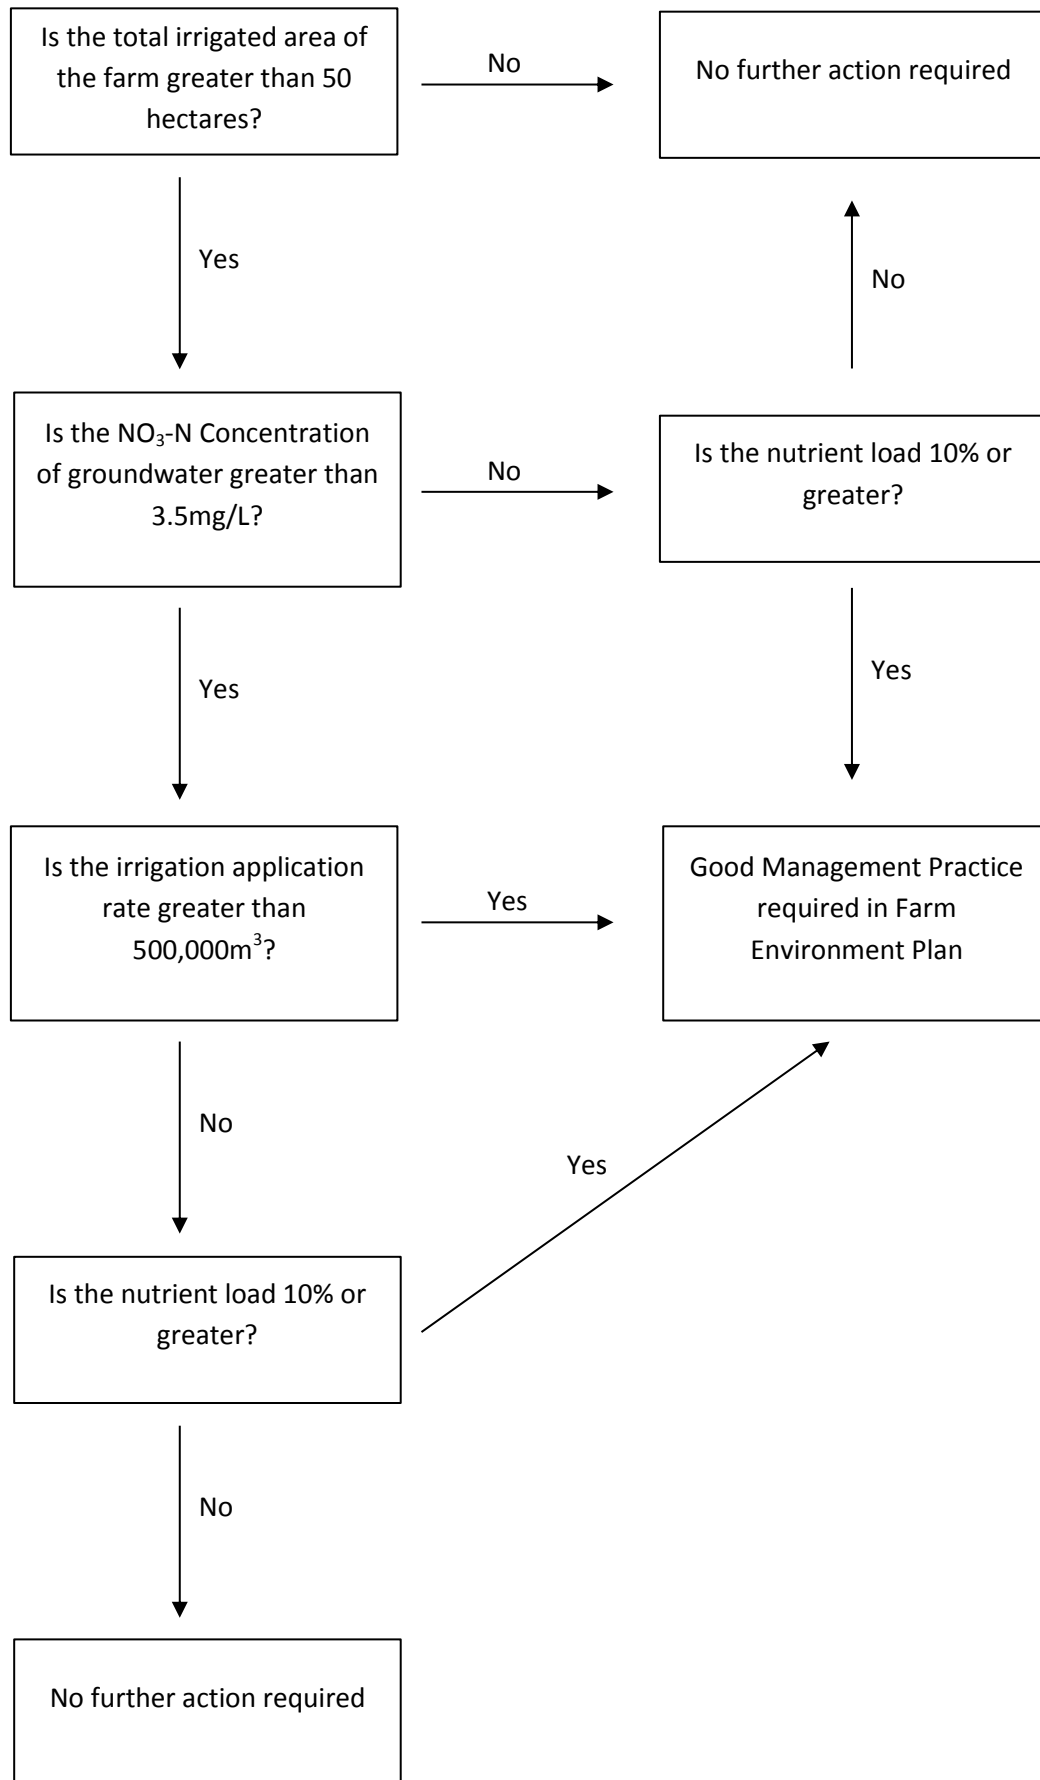 Is the total irrigated area of
the farm greater than 50
hectares?
No
No further action required
Yes
No
Is the NO₃-N Concentration
of groundwater greater than
3.5mg/L?
No
Is the nutrient load 10% or
greater?
Yes
Yes
Is the irrigation application
rate greater than
500,000m³?
Yes
Good Management Practice
required in Farm
Environment Plan
No
Yes
Is the nutrient load 10% or
greater?
No
No further action required